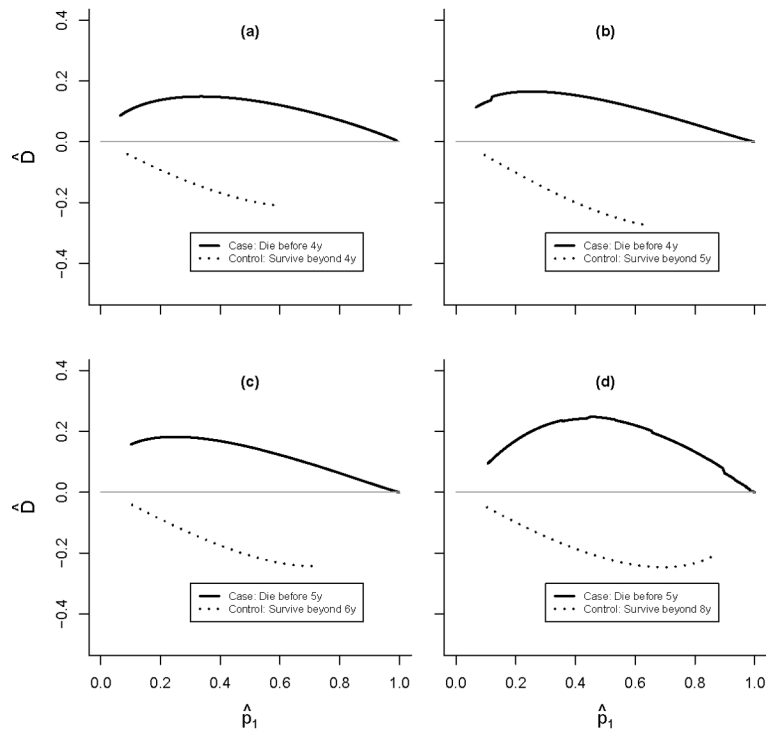 (a)
(b)
0.4
0.2
0.0
−0.2
−0.4
D̂
Case: Die before 4y
Control: Survive beyond 4y
Case: Die before 4y
Control: Survive beyond 5y
(c)
(d)
0.4
0.2
0.0
−0.2
−0.4
D̂
Case: Die before 5y
Control: Survive beyond 6y
Case: Die before 5y
Control: Survive beyond 8y
0.0 0.2 0.4 0.6 0.8 1.0
0.0 0.2 0.4 0.6 0.8 1.0
p̂₁
p̂₁